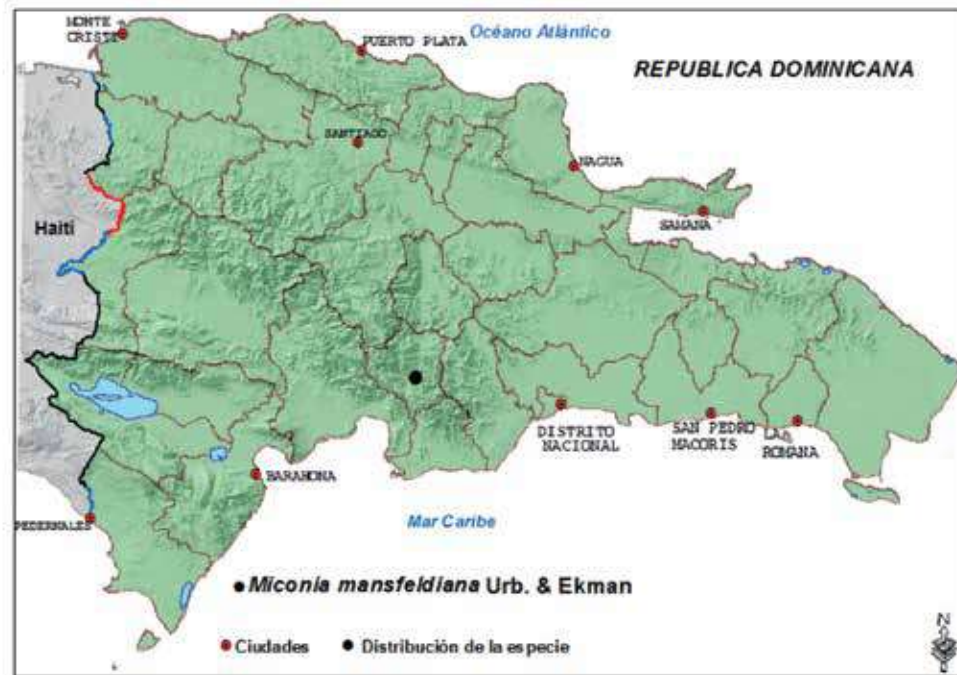 MONTE
CRISTI
PUERTO PLATA
Océano Atlántico
REPUBLICA DOMINICANA
SANTIAGO
NAGUA
SAMANA
Haiti
DISTRITO
NACIONAL
SAN PEDRO
MACORIS
LA
ROMANA
BARAHONA
PEDERNALES
Mar Caribe
Miconia mansfeldiana Urb. & Ekman
Ciudades
Distribución de la especie
N